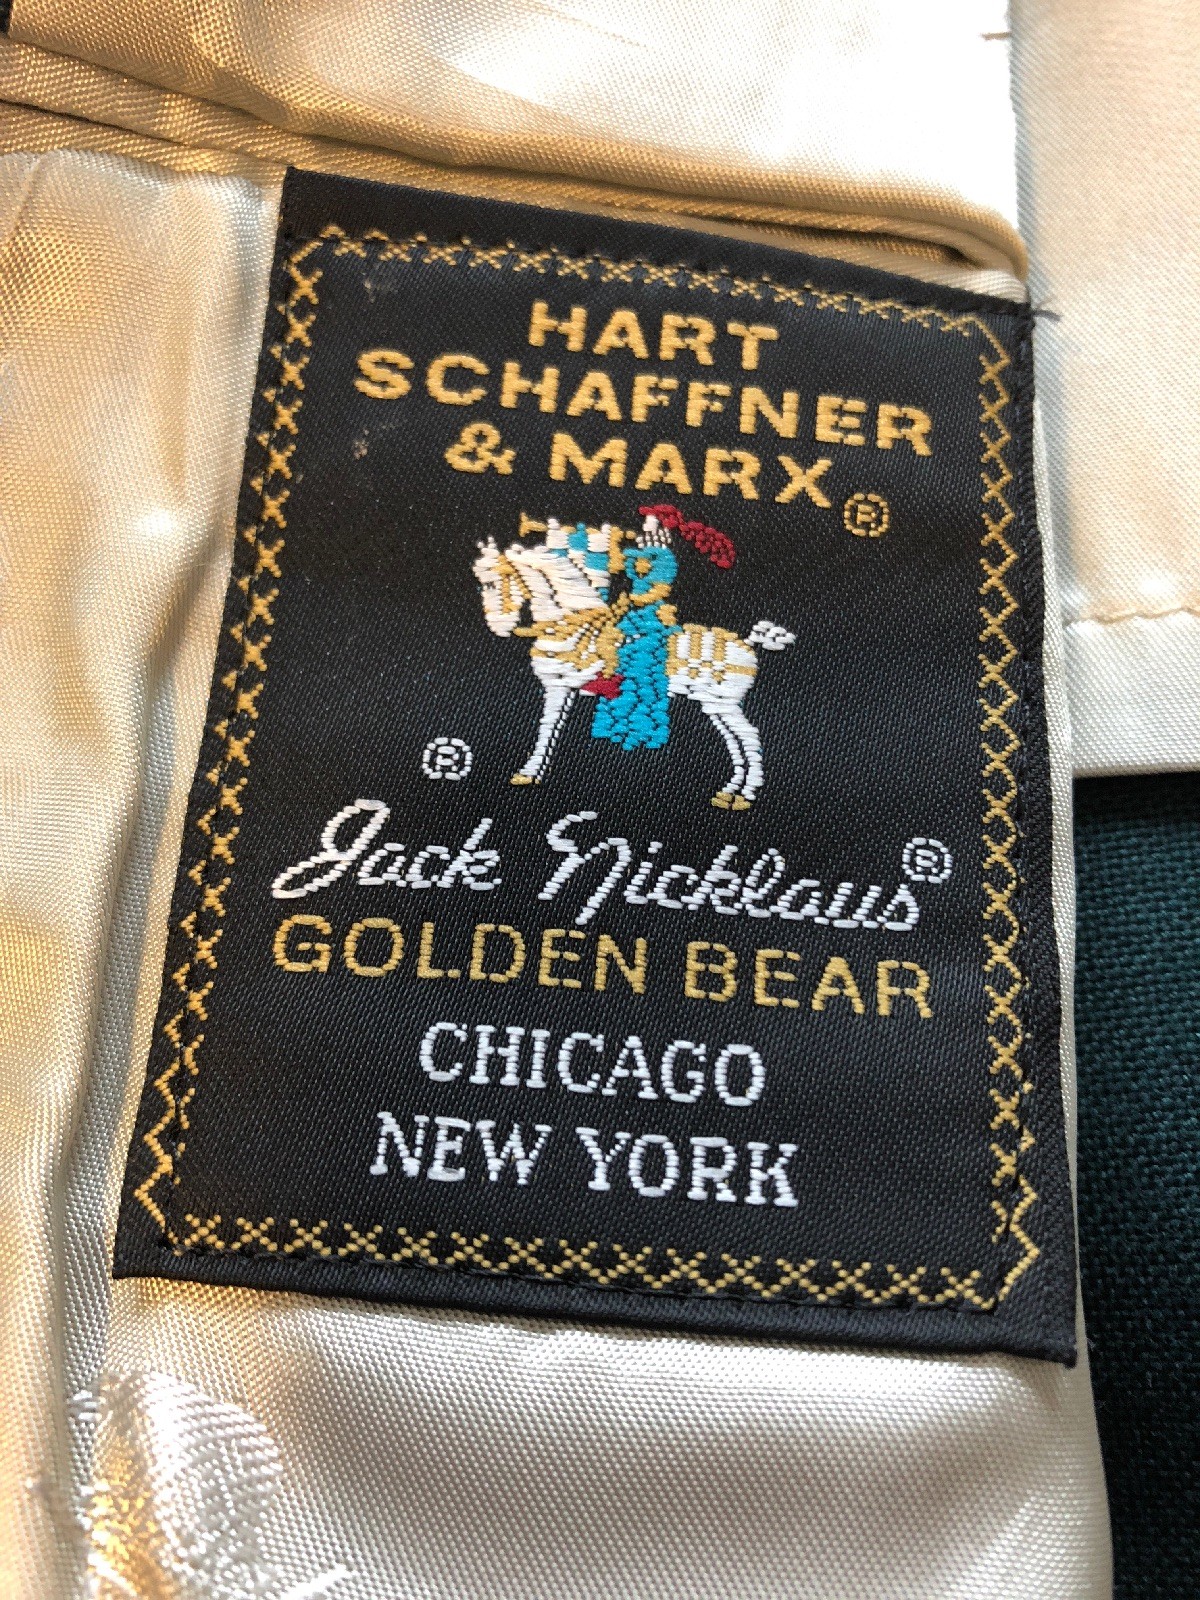 HART
SCHAFFNER
& MARX®
®
Jack Nicklaus®
GOLDEN BEAR
CHICAGO
NEW YORK